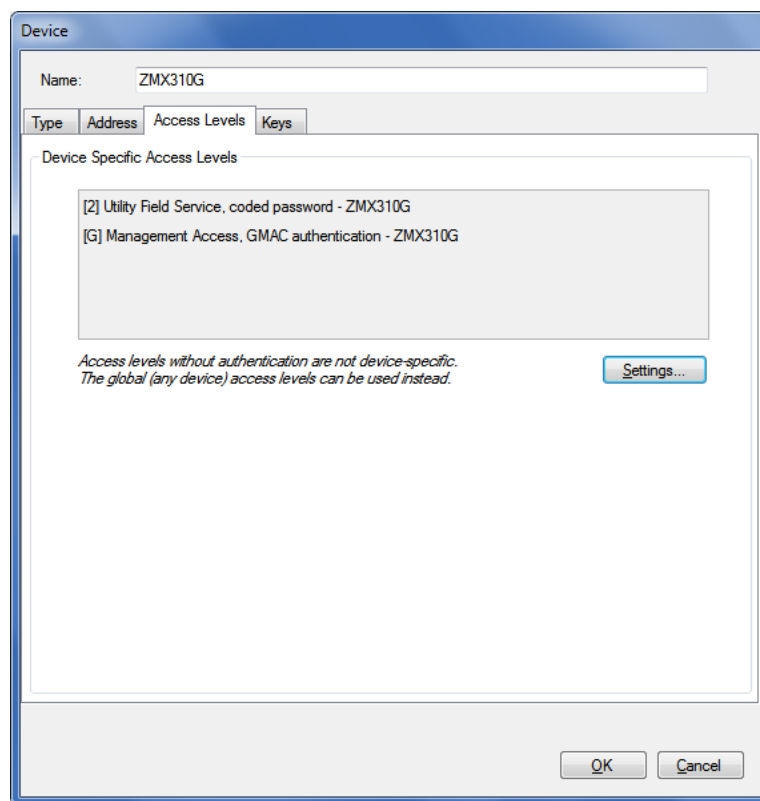 Device
Name: ZMX310G
Type Address Access Levels Keys
Device Specific Access Levels
[2] Utility Field Service, coded password - ZMX310G
[G] Management Access, GMAC authentication - ZMX310G
Access levels without authentication are not device-specific.
The global (any device) access levels can be used instead.
Settings...
OK Cancel